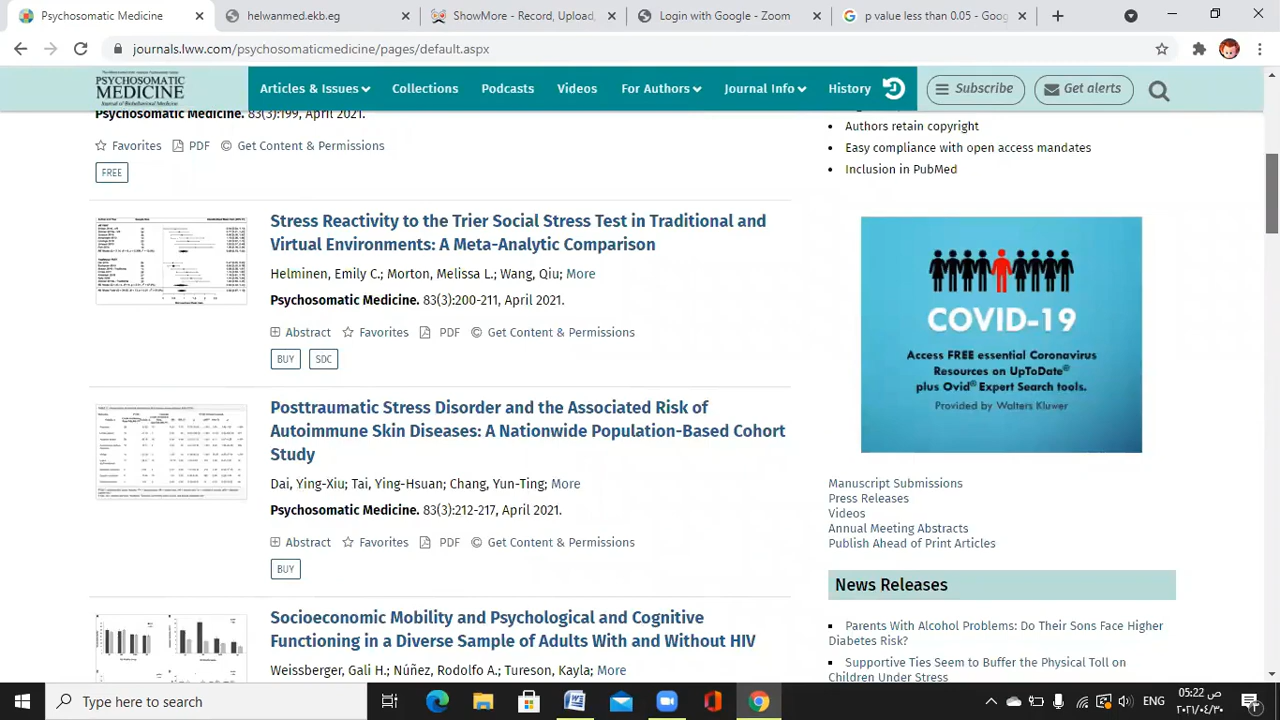 Psychosomatic Medicine
helwanmed.ekb.eg
ShowMore - Record, Upload,
Login with Google - Zoom
p value less than 0.05 - Goog
journals.lww.com/psychosomaticmedicine/pages/default.aspx
PSYCHOSOMATIC
MEDICINE
Journal of Biobehavioral Medicine
Articles & Issues
Collections
Podcasts
Videos
For Authors
Journal Info
History
Subscribe
Get alerts
Psychosomatic Medicine. 83(3):199, April 2021.
Favorites PDF Get Content & Permissions
FREE
Stress Reactivity to the Trier Social Stress Test in Traditional and
Virtual Environments: A Meta-Analytic Comparison
Helminen, Emily C.; Morton, Melissa L.; Wang, Qiu; More
Psychosomatic Medicine. 83(3):200-211, April 2021.
Abstract Favorites PDF Get Content & Permissions
BUY SDC
Posttraumatic Stress Disorder and the Associated Risk of
Autoimmune Skin Diseases: A Nationwide Population-Based Cohort
Study
Dai, Ying-Xiu; Tai, Ying-Hsuan; Chang, Yun-Ting; More
Psychosomatic Medicine. 83(3):212-217, April 2021.
Abstract Favorites PDF Get Content & Permissions
BUY
Socioeconomic Mobility and Psychological and Cognitive
Functioning in a Diverse Sample of Adults With and Without HIV
Weissberger, Gali H.; Núñez, Rodolfo A.; Tureson, Kayla; More
Authors retain copyright
Easy compliance with open access mandates
Inclusion in PubMed
COVID-19
Access FREE essential Coronavirus
Resources on UpToDate®
plus Ovid® Expert Search tools.
Provided by Wolters Kluwer
Manuscript Submissions
Press Releases
Videos
Annual Meeting Abstracts
Publish Ahead of Print Articles
News Releases
Parents With Alcohol Problems: Do Their Sons Face Higher
Diabetes Risk?
Supportive Ties Seem to Buffer the Physical Toll on
Children Under Stress
Type here to search
ENG
05:22 ص
٢٠٢١/٠٤/٣٠